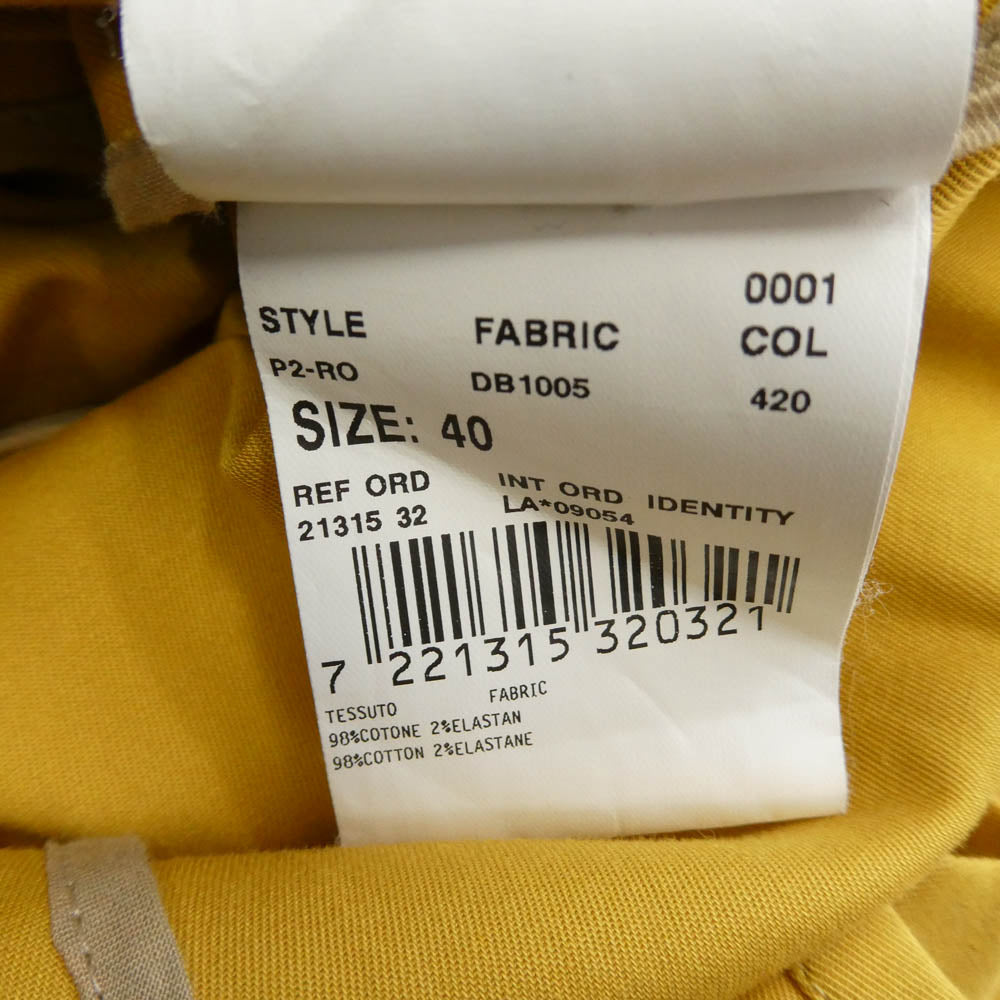 0001
STYLE FABRIC COL
P2-RO DB1005 420
SIZE: 40
REF ORD INT ORD IDENTITY
21315 32 LA*09054
7 221315 320321
TESSUTO FABRIC
98%COTONE 2%ELASTAN
98%COTTON 2%ELASTANE